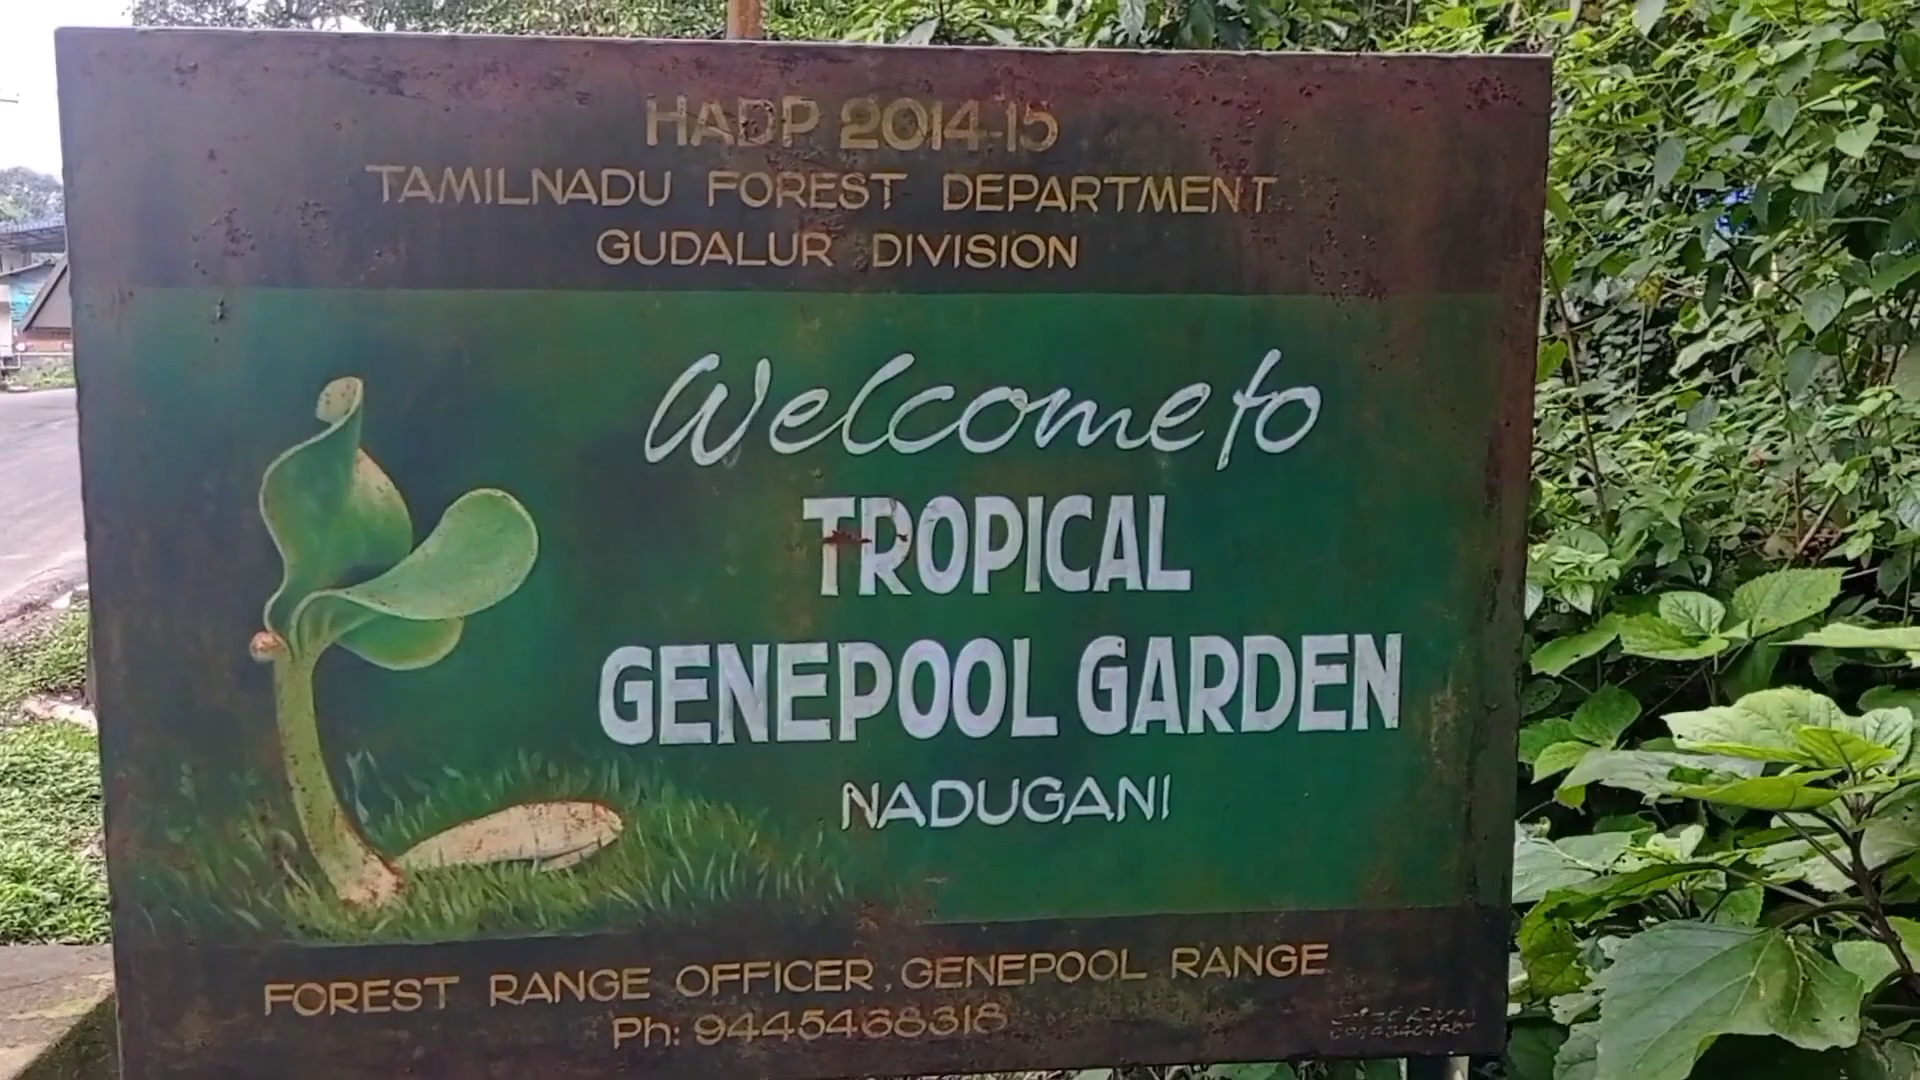 HADP 2014-15
TAMILNADU FOREST DEPARTMENT
GUDALUR DIVISION
Welcome to
TROPICAL
GENEPOOL GARDEN
NADUGANI
FOREST RANGE OFFICER, GENEPOOL RANGE
Ph: 9445468318